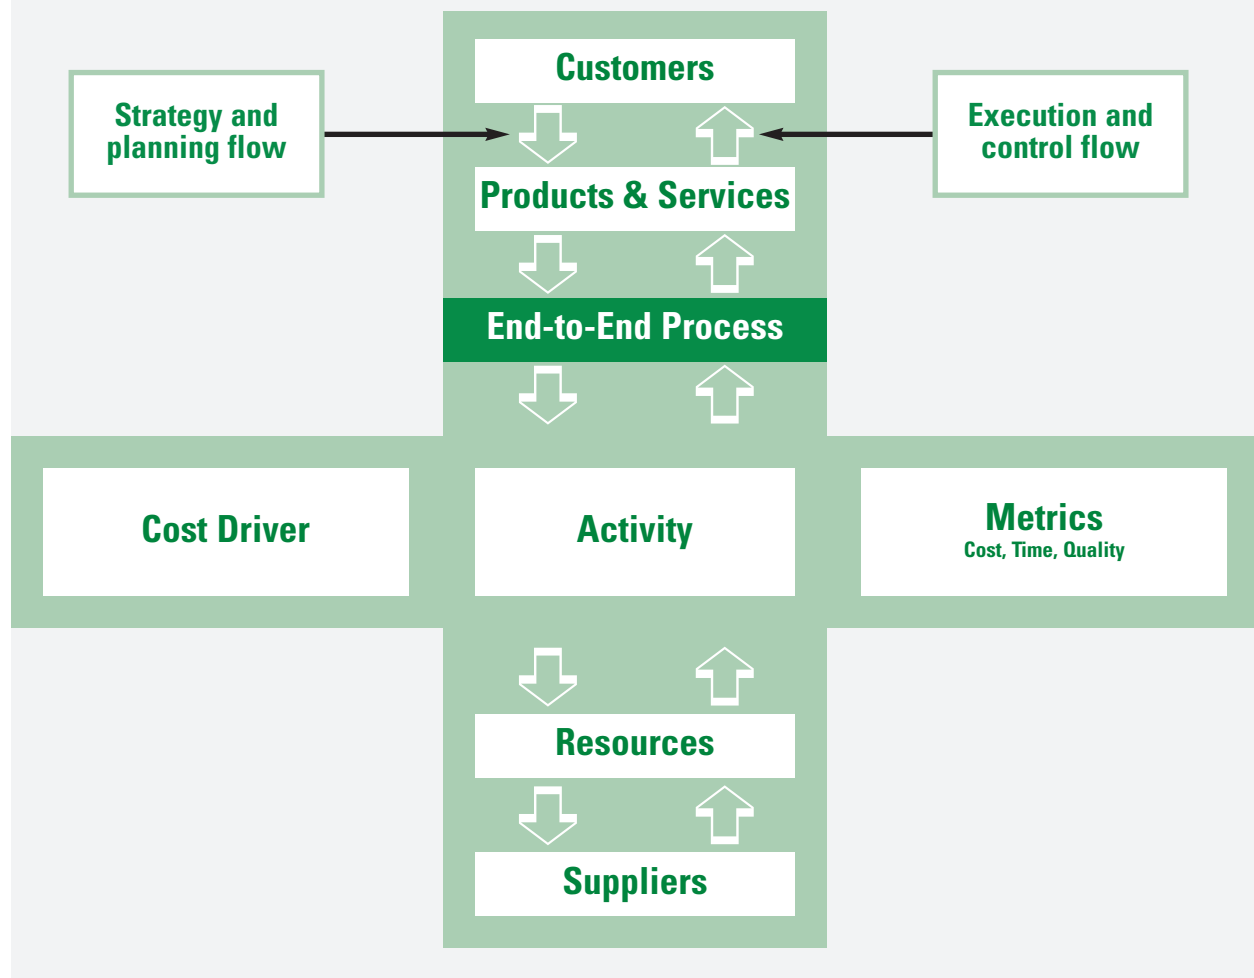 Customers
Strategy and
planning flow
Execution and
control flow
Products & Services
End-to-End Process
Cost Driver
Activity
Metrics
Cost, Time, Quality
Resources
Suppliers